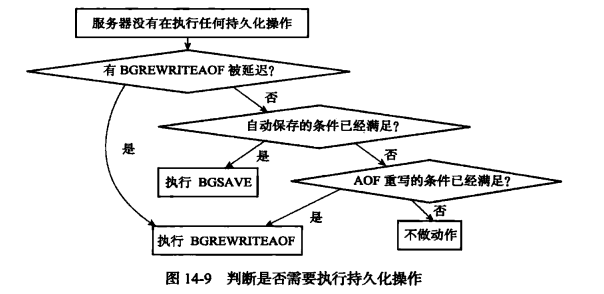 服务器没有在执行任何持久化操作
有 BGREWRITEAOF 被延迟?
否
自动保存的条件已经满足?
是
是
否
执行 BGSAVE
AOF 重写的条件已经满足?
是
否
执行 BGREWRITEAOF
不做动作
图 14-9 判断是否需要执行持久化操作